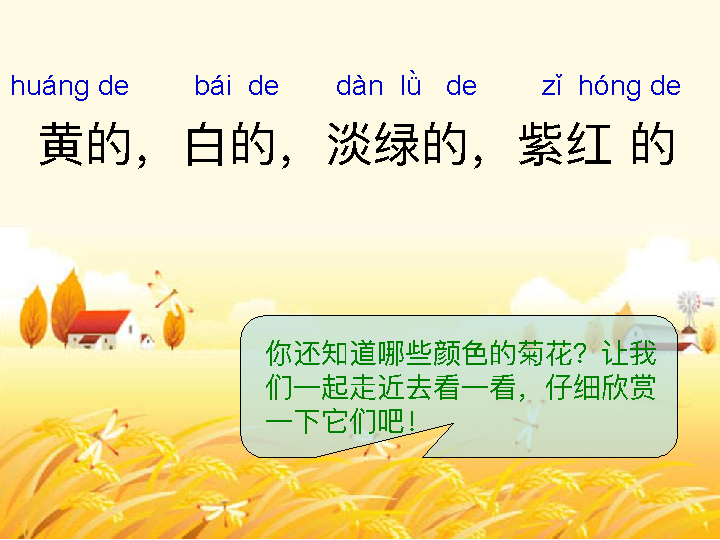 huáng de bái de dàn lǜ de zǐ hóng de
黄的，白的，淡绿的，紫红 的
你还知道哪些颜色的菊花？让我
们一起走近去看一看，仔细欣赏
一下它们吧！